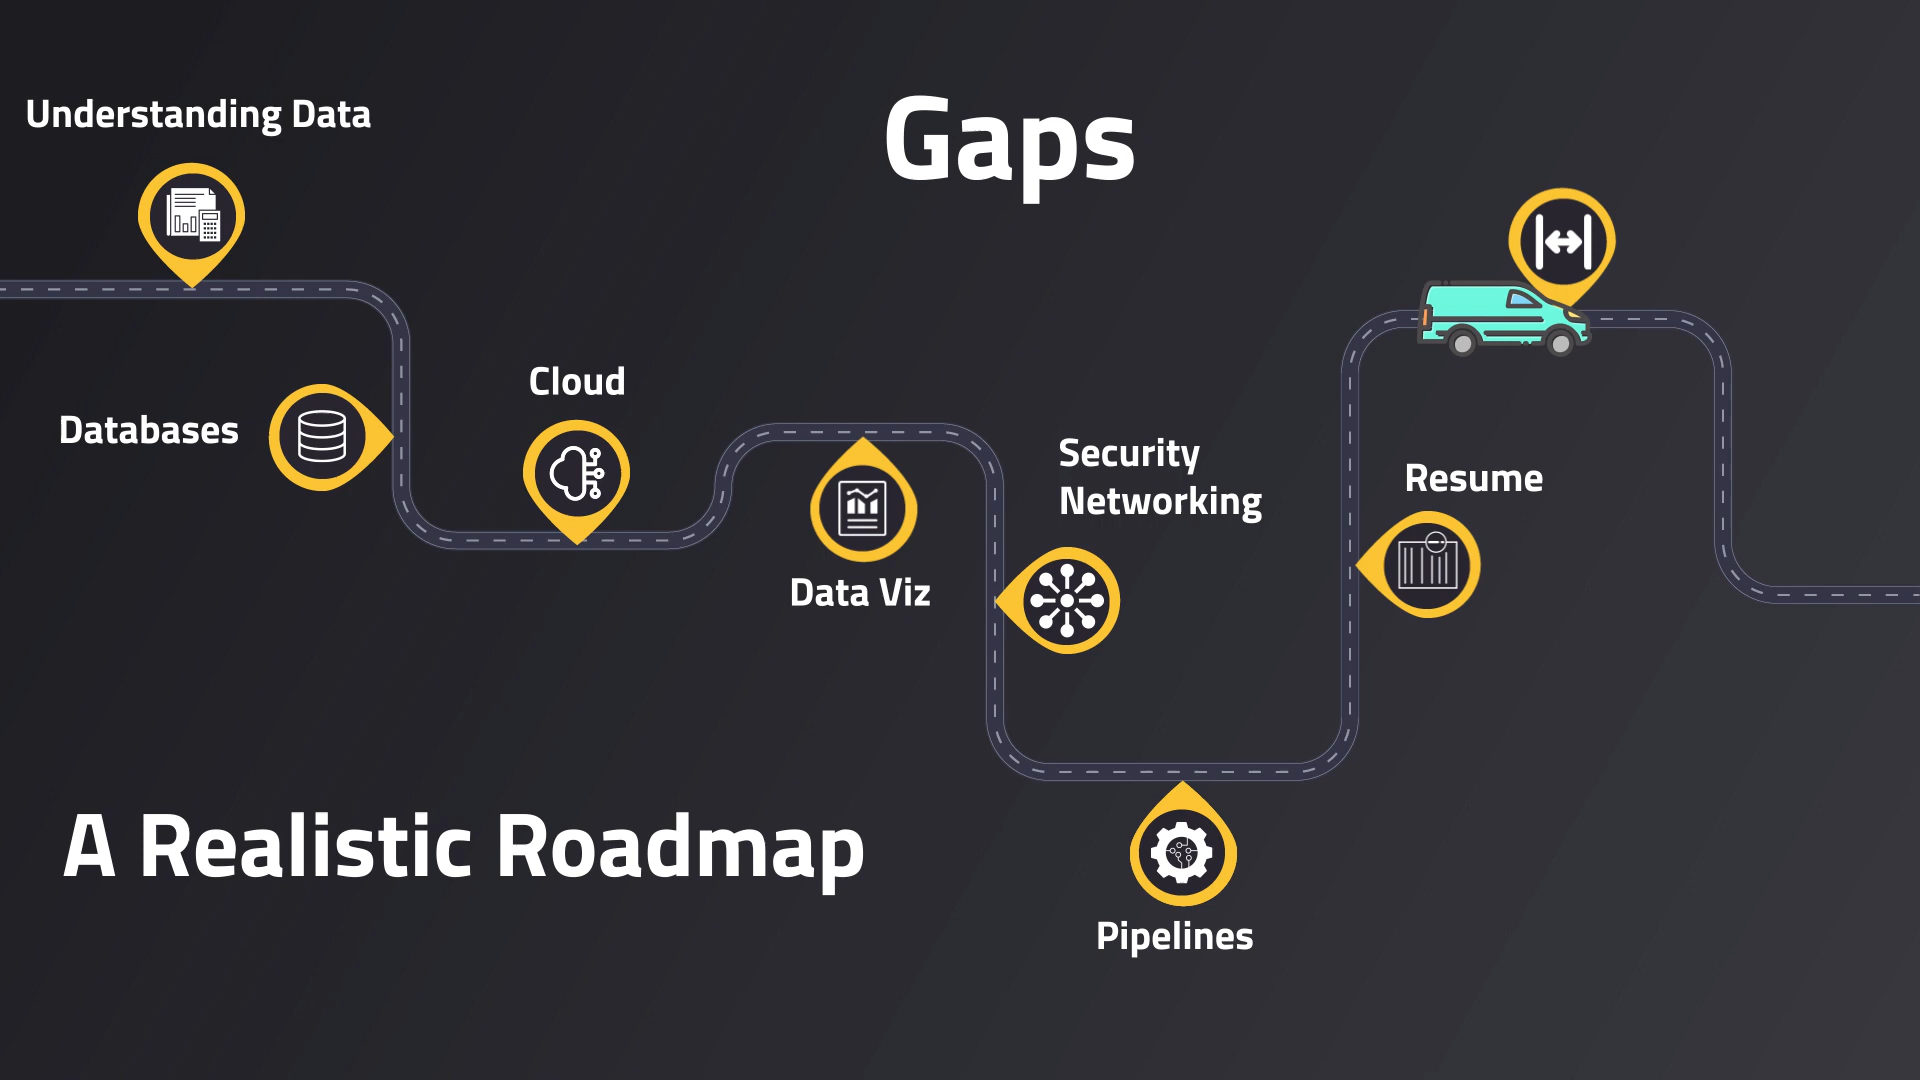 Understanding Data
Gaps
Cloud
Databases
Security
Networking
Resume
Data Viz
A Realistic Roadmap
Pipelines